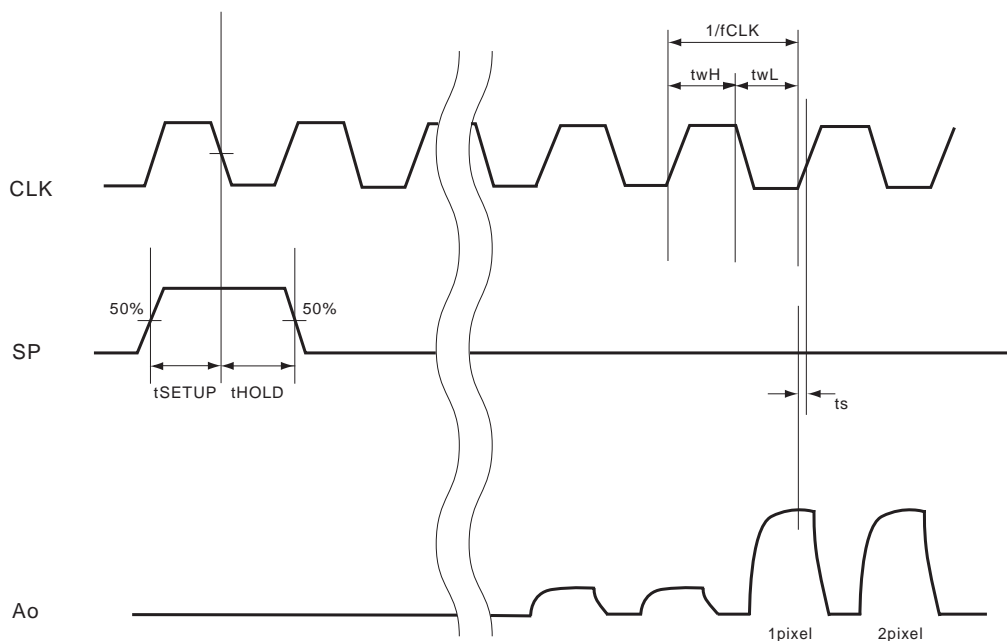 1/fCLK
twH twL
CLK
50% 50%
SP
tSETUP tHOLD
ts
Ao
1pixel 2pixel